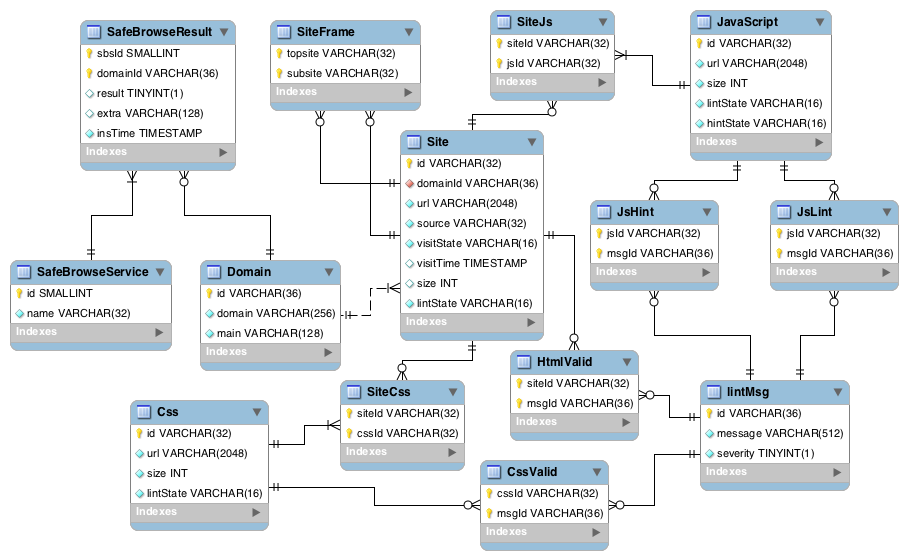 SafeBrowseResult
sbsId SMALLINT
domainId VARCHAR(36)
result TINYINT(1)
extra VARCHAR(128)
insTime TIMESTAMP
Indexes
SiteFrame
topsite VARCHAR(32)
subsite VARCHAR(32)
Indexes
SiteJs
siteId VARCHAR(32)
jsId VARCHAR(32)
Indexes
JavaScript
id VARCHAR(32)
url VARCHAR(2048)
size INT
lintState VARCHAR(16)
hintState VARCHAR(16)
Indexes
Site
id VARCHAR(32)
domainId VARCHAR(36)
url VARCHAR(2048)
source VARCHAR(32)
visitState VARCHAR(16)
visitTime TIMESTAMP
size INT
lintState VARCHAR(16)
Indexes
JsHint
jsId VARCHAR(32)
msgId VARCHAR(36)
Indexes
JsLint
jsId VARCHAR(32)
msgId VARCHAR(36)
Indexes
SafeBrowseService
id SMALLINT
name VARCHAR(32)
Indexes
Domain
id VARCHAR(36)
domain VARCHAR(256)
main VARCHAR(128)
Indexes
HtmlValid
siteId VARCHAR(32)
msgId VARCHAR(36)
Indexes
SiteCss
siteId VARCHAR(32)
cssId VARCHAR(32)
Indexes
lintMsg
id VARCHAR(36)
message VARCHAR(512)
severity TINYINT(1)
Indexes
Css
id VARCHAR(32)
url VARCHAR(2048)
size INT
lintState VARCHAR(16)
Indexes
CssValid
cssId VARCHAR(32)
msgId VARCHAR(36)
Indexes